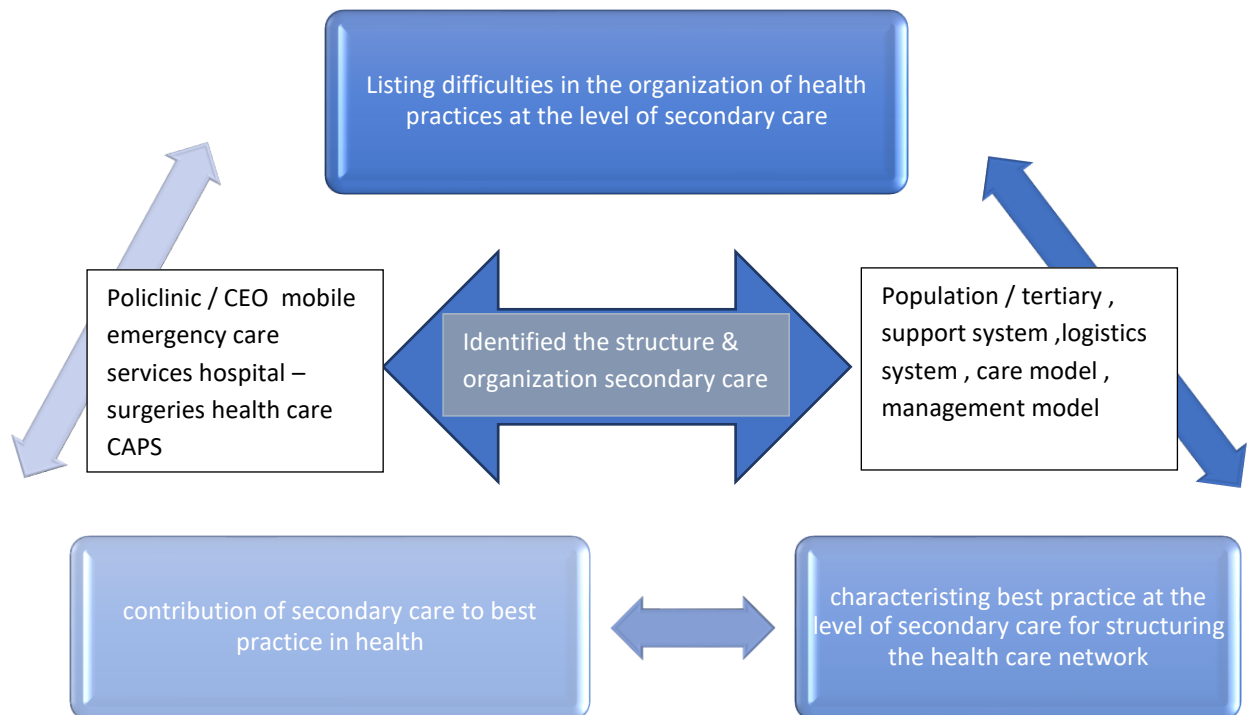 Listing difficulties in the organization of health
practices at the level of secondary care
Policlinic / CEO mobile
emergency care
services hospital –
surgeries health care
CAPS
Identified the structure &
organization secondary care
Population / tertiary ,
support system ,logistics
system , care model ,
management model
contribution of secondary care to best
practice in health
characteristing best practice at the
level of secondary care for structuring
the health care network